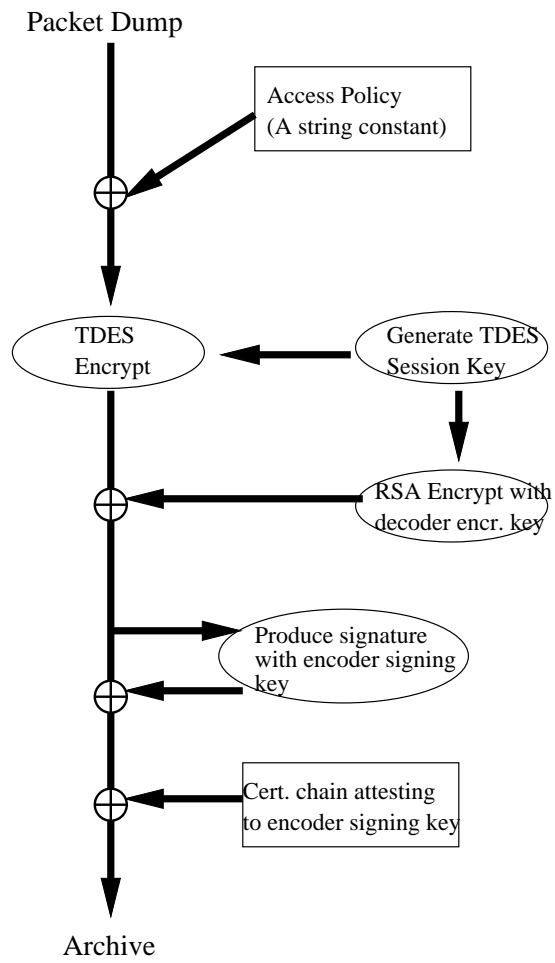 Packet Dump
Access Policy
(A string constant)
TDES
Encrypt
Generate TDES
Session Key
RSA Encrypt with
decoder encr. key
Produce signature
with encoder signing
key
Cert. chain attesting
to encoder signing key
Archive